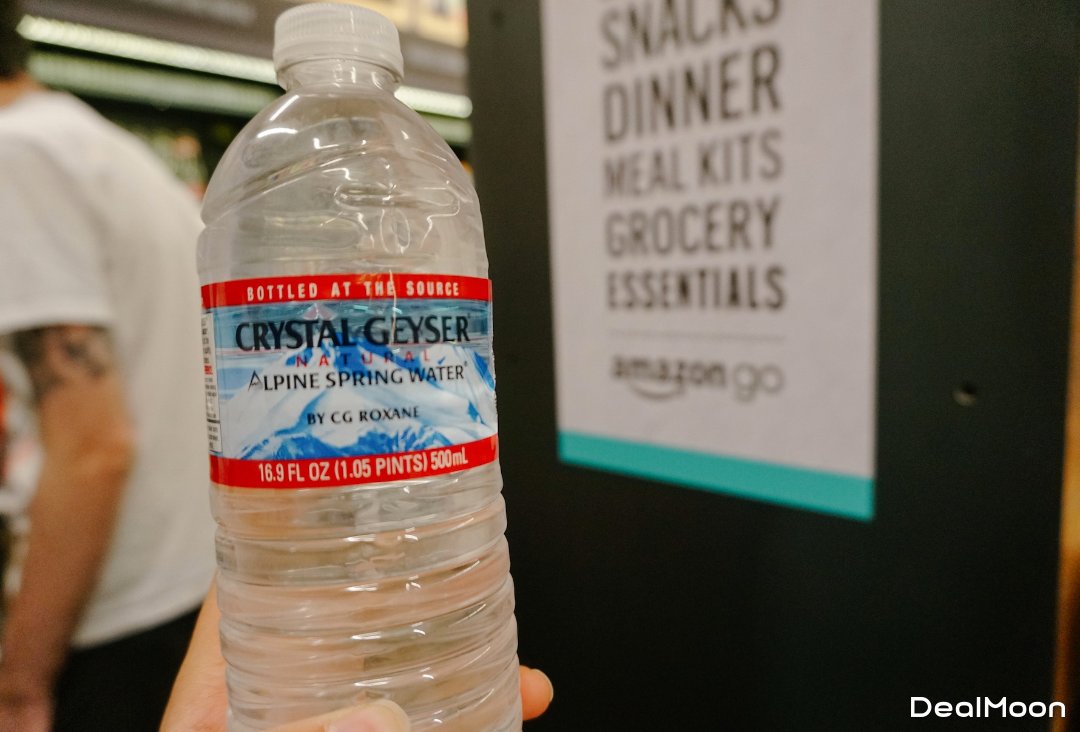 BOTTLED AT THE SOURCE
CRYSTAL GEYSER
NATURAL
ALPINE SPRING WATER
BY CG ROXANE
16.9 FL OZ (1.05 PINTS) 500mL
SNACKS
DINNER
MEAL KITS
GROCERY
ESSENTIALS
amazon go
DealMoon